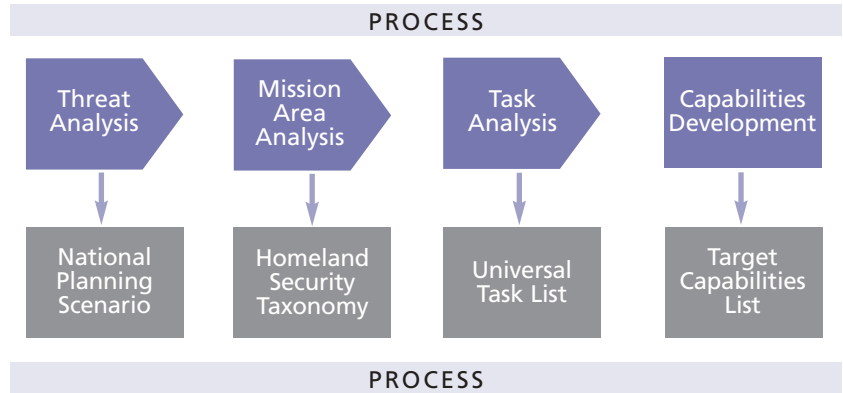 PROCESS
Threat
Analysis
Mission
Area
Analysis
Task
Analysis
Capabilities
Development
National
Planning
Scenario
Homeland
Security
Taxonomy
Universal
Task List
Target
Capabilities
List
PROCESS